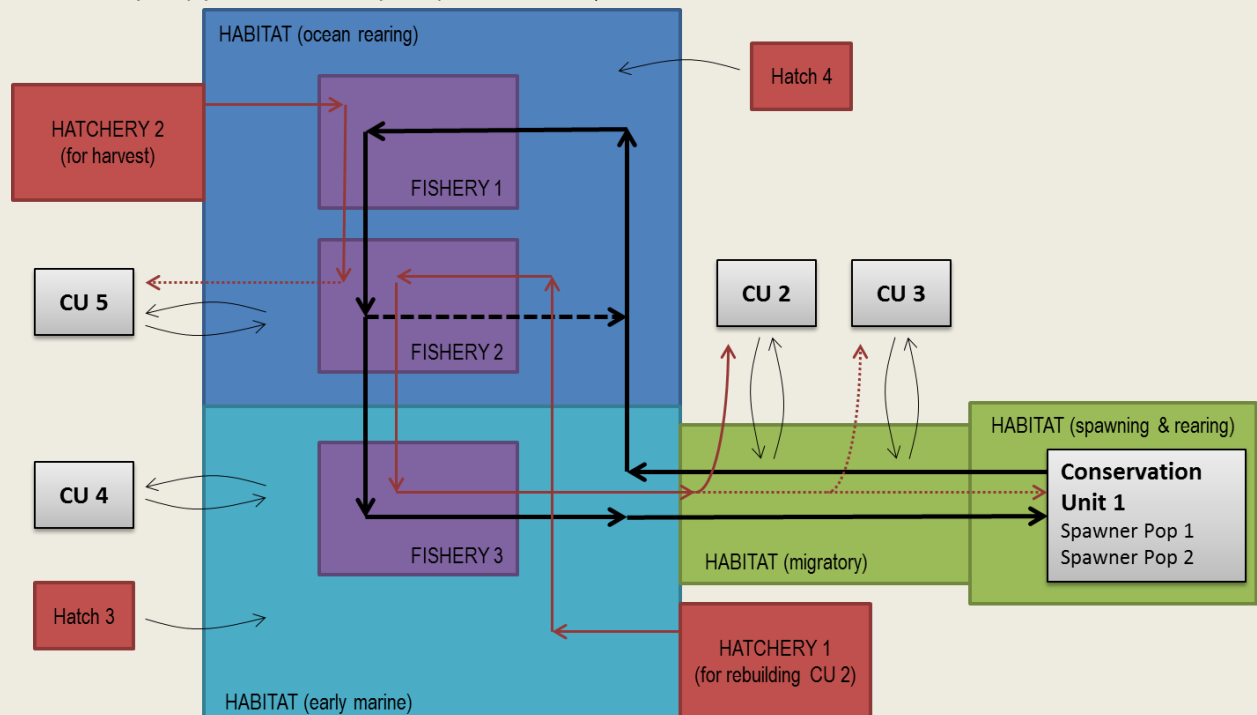 HABITAT (ocean rearing)
Hatch 4
HATCHERY 2
(for harvest)
FISHERY 1
CU 5
CU 2
CU 3
FISHERY 2
HABITAT (spawning & rearing)
CU 4
Conservation
Unit 1
Spawner Pop 1
Spawner Pop 2
FISHERY 3
HABITAT (migratory)
Hatch 3
HATCHERY 1
(for rebuilding CU 2)
HABITAT (early marine)